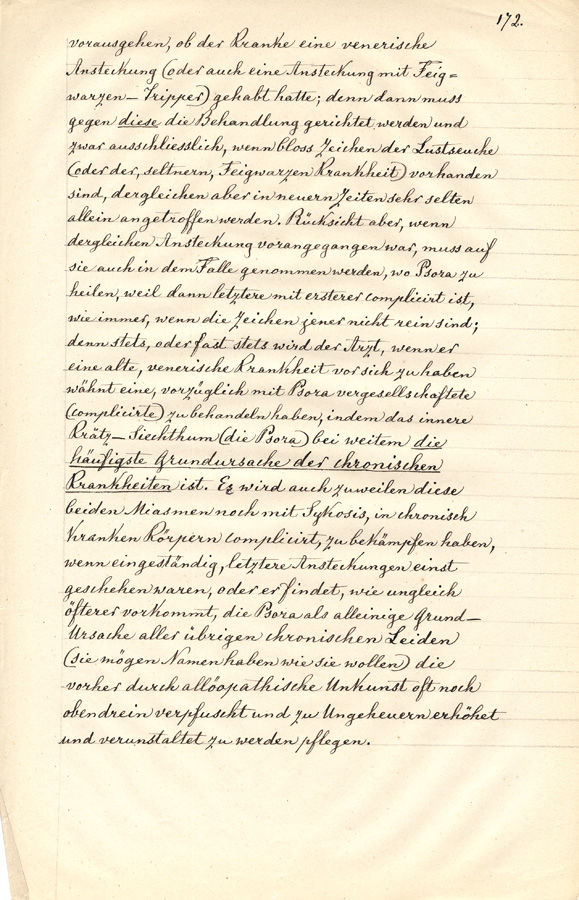 172.
vorausgehen, ob der Kranke eine venerische
Ansteckung (oder auch eine Ansteckung mit Feig=
warzen–Tripper) gehabt hatte; denn dann muss
gegen diese die Behandlung gerichtet werden und
zwar ausschliesslich, wenn bloss Zeichen der Lustseuche
(oder der, seltnern, Feigwarzen Krankheit) vorhanden
sind, dergleichen aber in neuern Zeiten sehr selten
allein angetroffen werden. Rücksicht aber, wenn
dergleichen Ansteckung vorangegangen war, muss auf
sie auch in dem Falle genommen werden, wo Psora zu
heilen, weil dann letztere mit ersterer complicirt ist,
wie immer, wenn die Zeichen jener nicht rein sind;
denn stets, oder fast stets wird der Arzt, wenn er
eine alte, venerische Krankheit vor sich zu haben
wähnt eine, vorzüglich mit Psora vergesellschaftete
(complicirte) zu behandeln haben, indem das innere
Krätz–Siechthum (die Psora) bei weitem die
häufigste Grundursache der chronischen
Krankheiten ist. Er wird auch zuweilen diese
beiden Miasmen noch mit Sykosis, in chronisch
kranken Körpern complicirt, zu bekämpfen haben,
wenn eingeständig, letztere Ansteckungen einst
geschehen waren, oder er findet, wie ungleich
öfterer vorkommt, die Psora als alleinige Grund–
Ursache aller übrigen chronischen Leiden
(sie mögen Namen haben wie sie wollen) die
vorher durch allöopathische Unkunst oft noch
obendrein verpfuscht und zu Ungeheuern erhöhet
und verunstaltet zu werden pflegen.